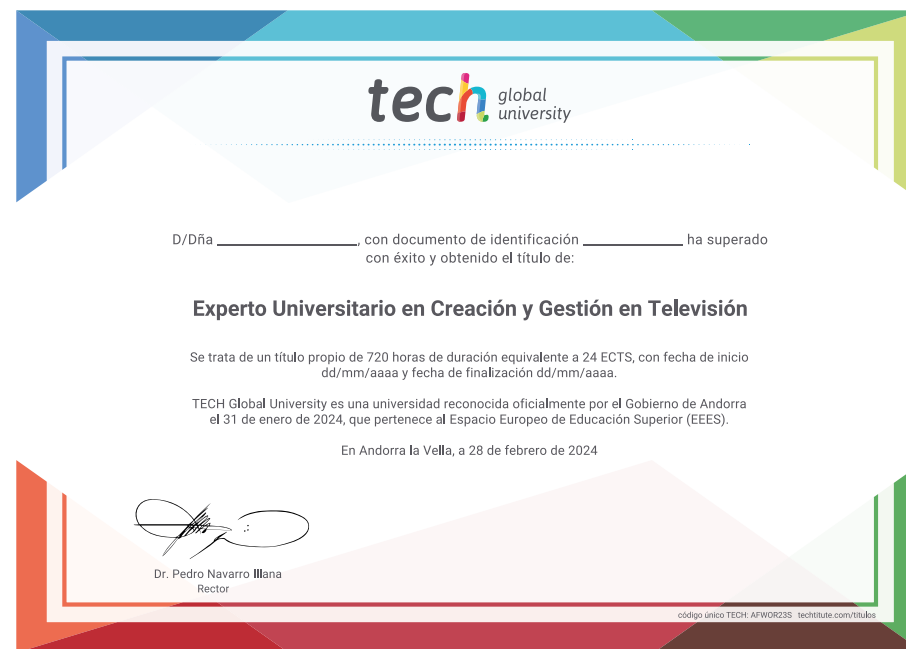 tech global university
D/Dña ____________________, con documento de identificación ______________ ha superado
con éxito y obtenido el título de:
Experto Universitario en Creación y Gestión en Televisión
Se trata de un título propio de 720 horas de duración equivalente a 24 ECTS, con fecha de inicio
dd/mm/aaaa y fecha de finalización dd/mm/aaaa.
TECH Global University es una universidad reconocida oficialmente por el Gobierno de Andorra
el 31 de enero de 2024, que pertenece al Espacio Europeo de Educación Superior (EEES).
En Andorra la Vella, a 28 de febrero de 2024
Dr. Pedro Navarro Illana
Rector
código único TECH: AFWOR23S techtitute.com/titulos